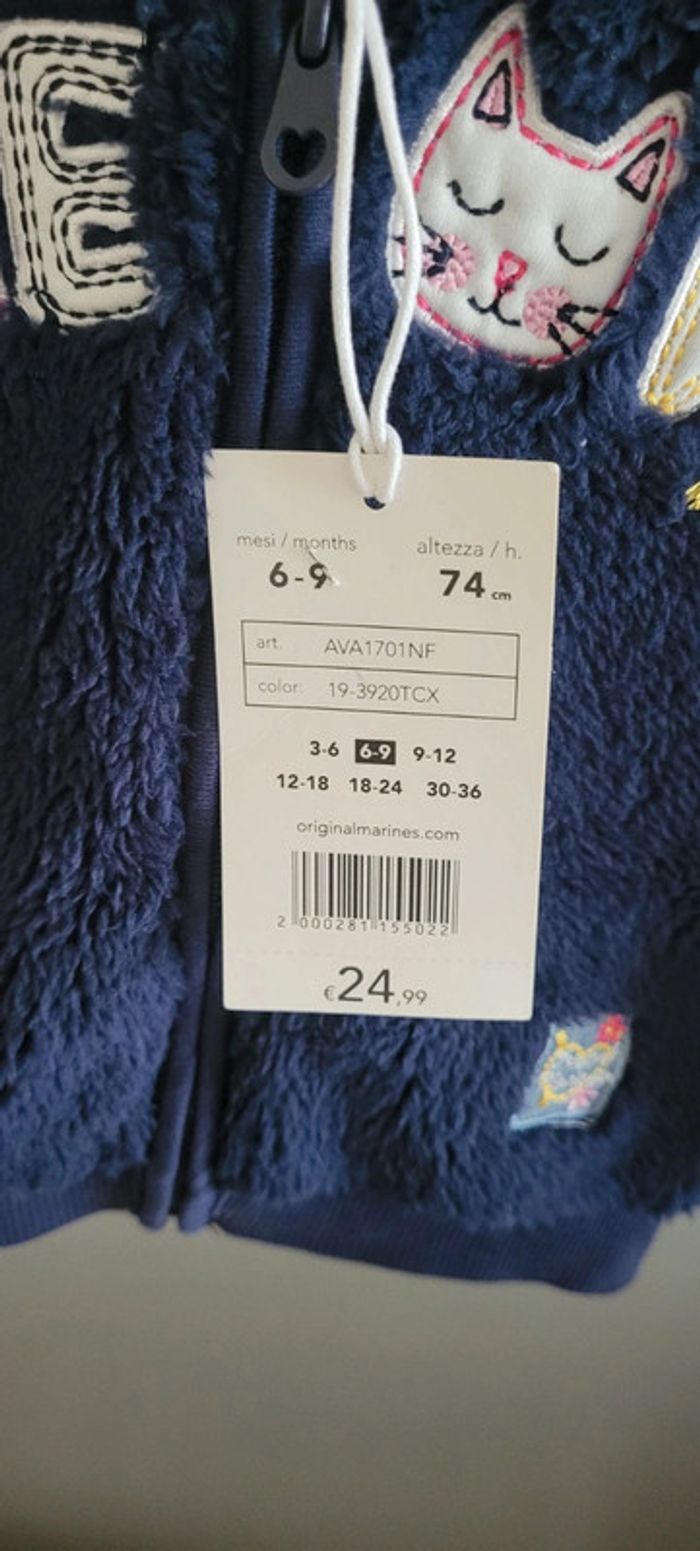 E
mesi / months altezza / h.
6-9 74 cm
art. AVA1701NF
color: 19-3920TCX
3-6 6-9 9-12
12-18 18-24 30-36
originalmarines.com
2 000281 155022
€24,99